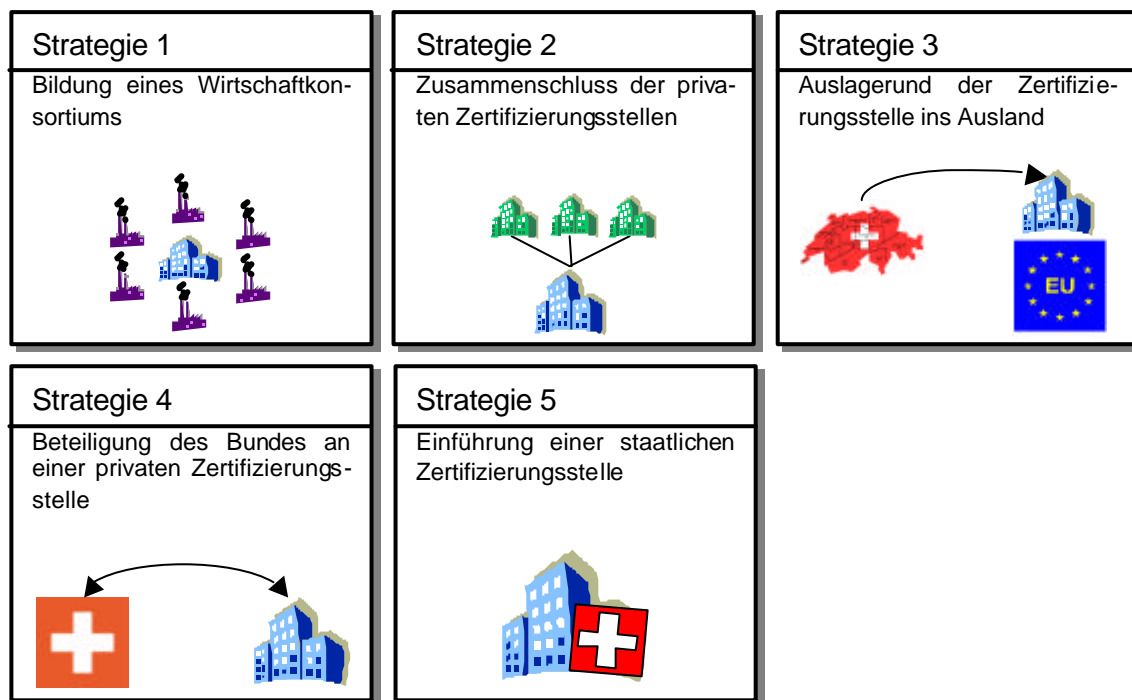 Strategie 1
Bildung eines Wirtschaftkon-
sortiums
Strategie 2
Zusammenschluss der priva-
ten Zertifizierungsstellen
Strategie 3
Auslagerund der Zertifizie-
rungsstelle ins Ausland
EU
Strategie 4
Beteiligung des Bundes an
einer privaten Zertifizierungs-
stelle
Strategie 5
Einführung einer staatlichen
Zertifizierungsstelle